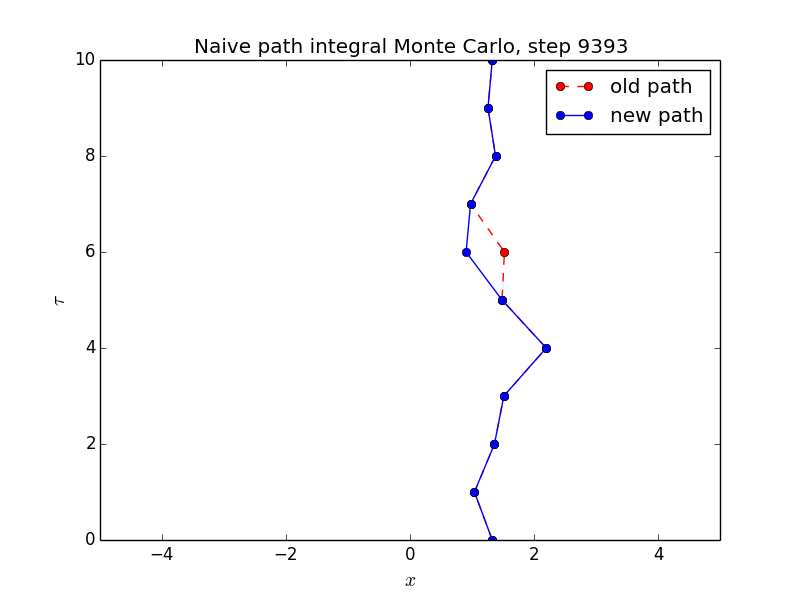 Naive path integral Monte Carlo, step 9393
old path
new path
10
8
6
4
2
0
τ
−4 −2 0 2 4
x